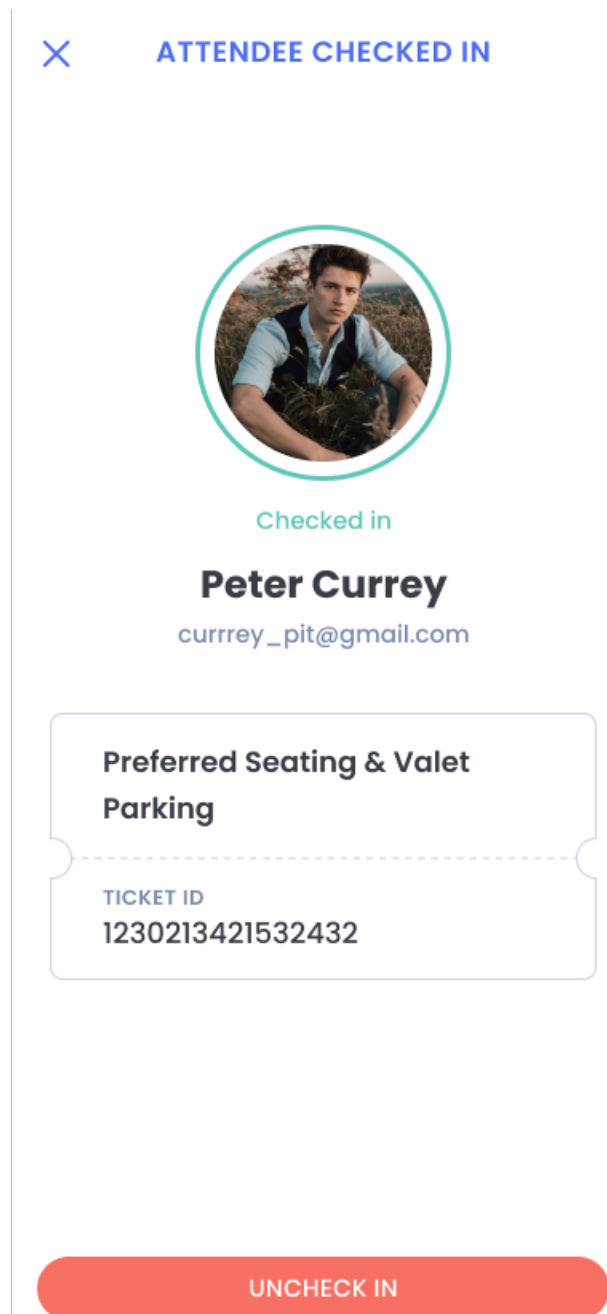 ATTENDEE CHECKED IN
Checked in
Peter Currey
currrey_pit@gmail.com
Preferred Seating & Valet
Parking
TICKET ID
1230213421532432
UNCHECK IN